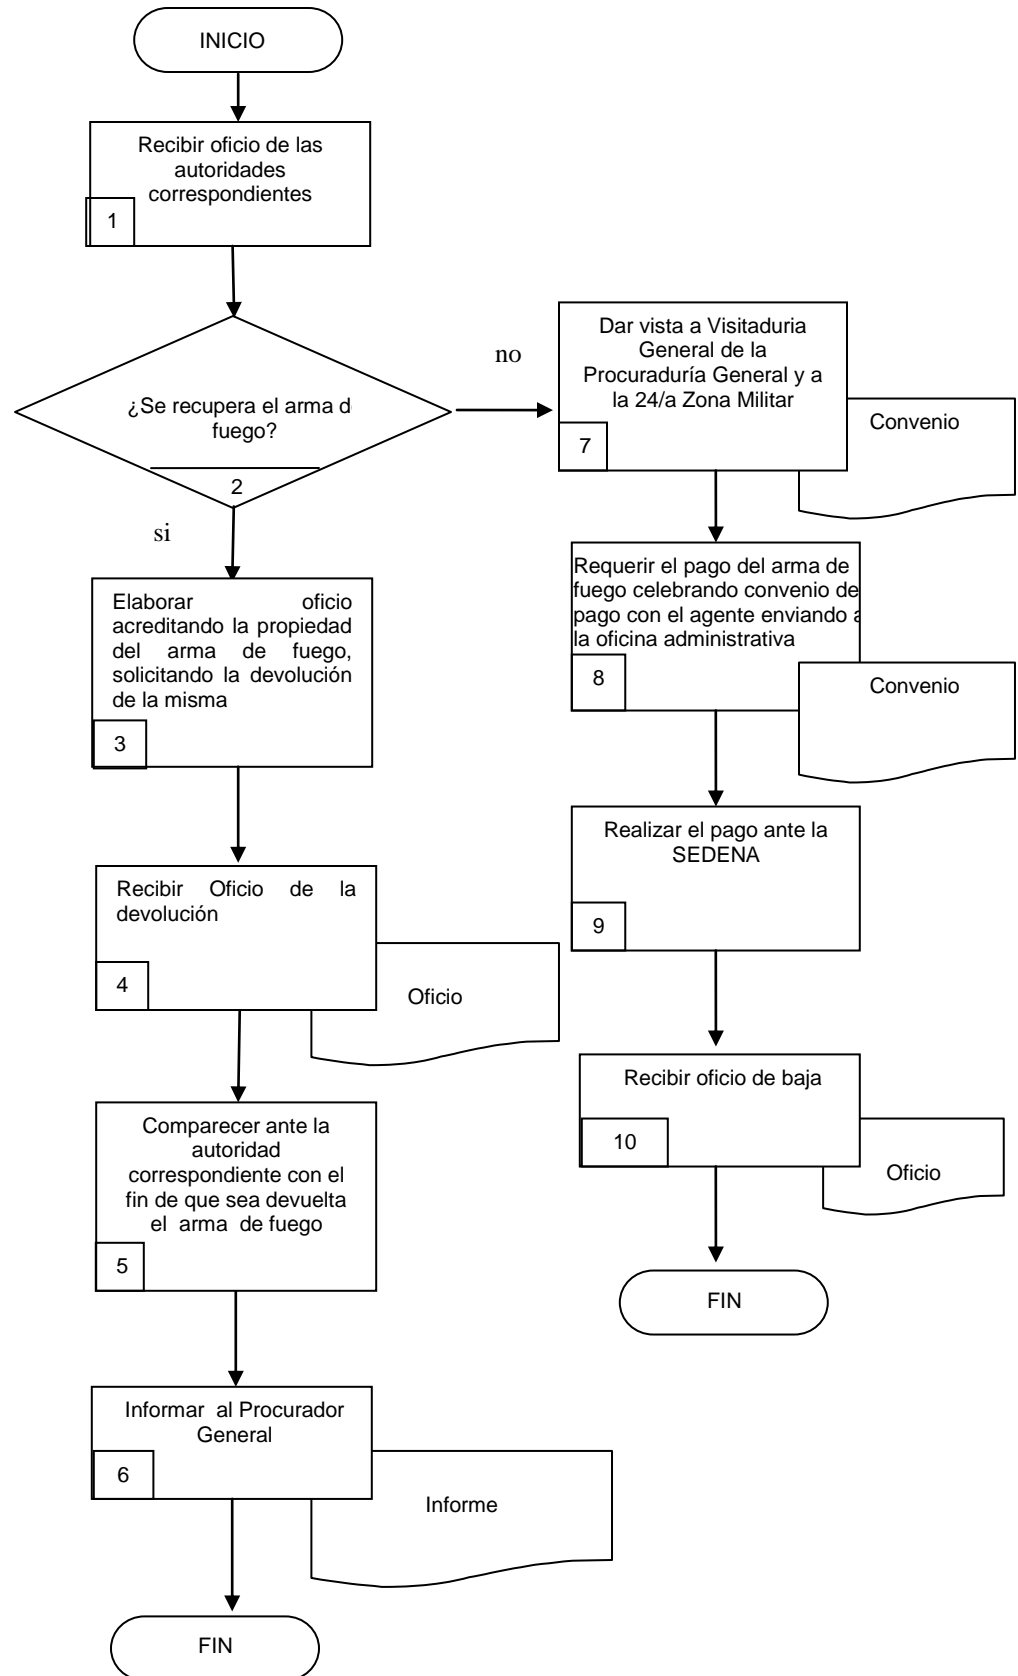 INICIO
Recibir oficio de las
autoridades
correspondientes
1
¿Se recupera el arma d
fuego?
2
si
no
Elaborar oficio
acreditando la propiedad
del arma de fuego,
solicitando la devolución
de la misma
3
Recibir Oficio de la
devolución
4
Oficio
Comparecer ante la
autoridad
correspondiente con el
fin de que sea devuelta
el arma de fuego
5
Informar al Procurador
General
6
Informe
FIN
Dar vista a Visitaduria
General de la
Procuraduría General y a
la 24/a Zona Militar
7
Convenio
Requerir el pago del arma de
fuego celebrando convenio de
pago con el agente enviando a
la oficina administrativa
8
Convenio
Realizar el pago ante la
SEDENA
9
Recibir oficio de baja
10
Oficio
FIN